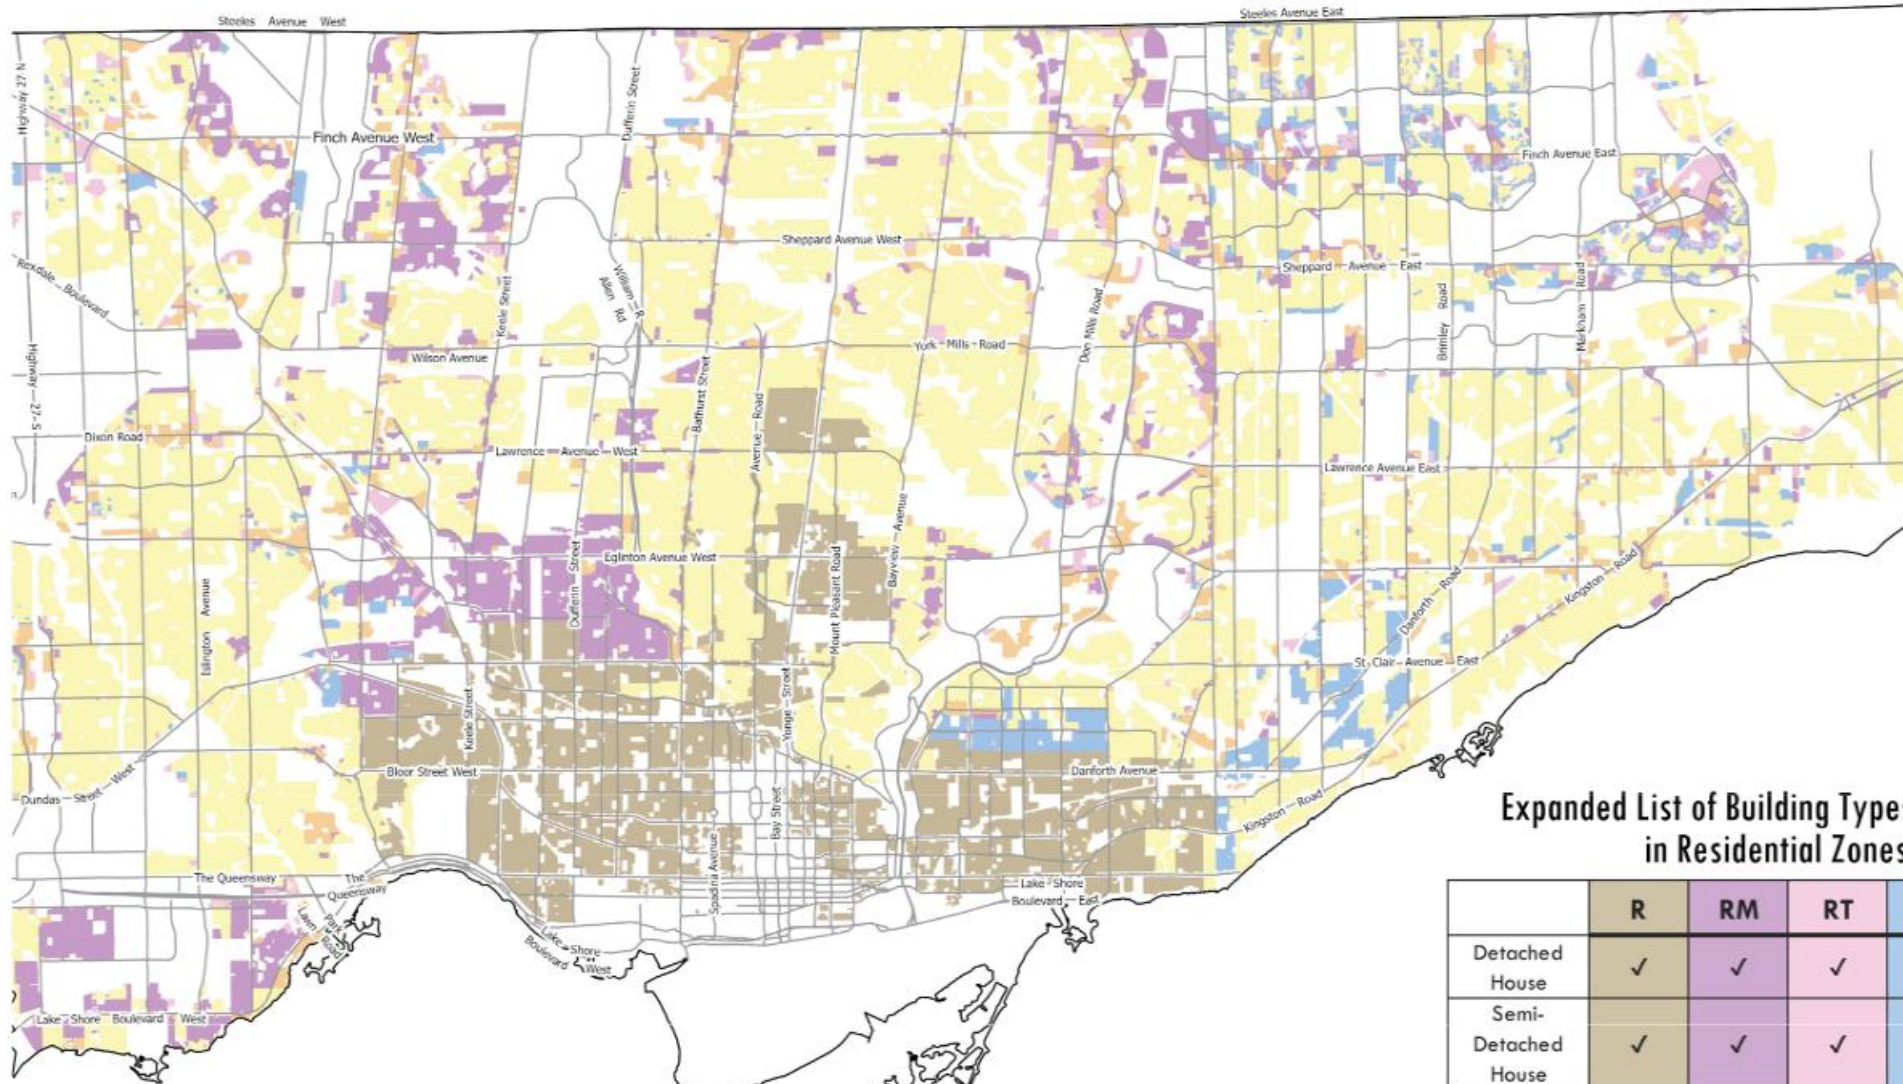 Steeles Avenue West
Steeles Avenue East
Highway 27 N
Dufferin Street
Finch Avenue West
Finch Avenue East
Sheppard Avenue West
Rexdale Boulevard
William R
Allen Rd
Keele Street
Sheppard Avenue East
Brimley Road
Markham Road
Don Mills Road
Highway 27 S
Wilson Avenue
York Mills Road
Bathurst Street
Avenue Road
Dixon Road
Lawrence Avenue West
Lawrence Avenue East
Bayview Avenue
Dufferin Street
Eglinton Avenue West
Mount Pleasant Road
Islington Avenue
Danforth Road
Kingston Road
St Clair Avenue East
Keele Street
Yonge Street
Bloor Street West
Danforth Avenue
Dundas Street West
Bay Street
Kingston Road
Spadina Avenue
The Queensway
The
Queensway
Lake Shore
Boulevard East
Park
Lawn Road
Lake Shore
Boulevard West
Lake Shore Boulevard West
Expanded List of Building Type
in Residential Zones
R RM RT
Detached
House
✓ ✓ ✓
Semi-
Detached
House
✓ ✓ ✓